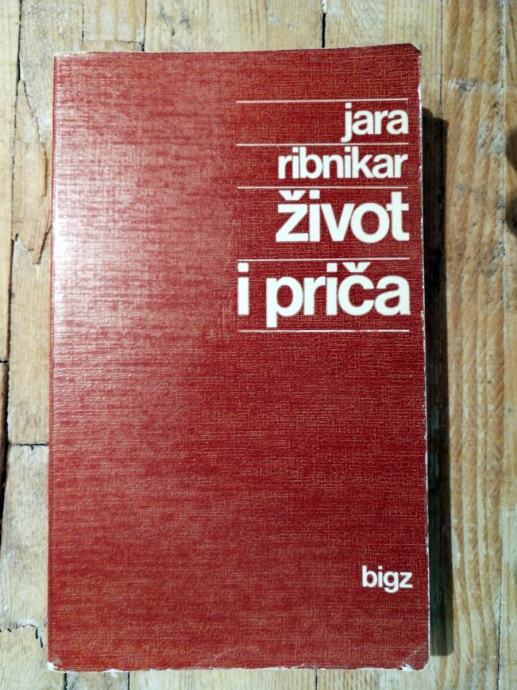 jara
ribnikar
život
i priča
bigz